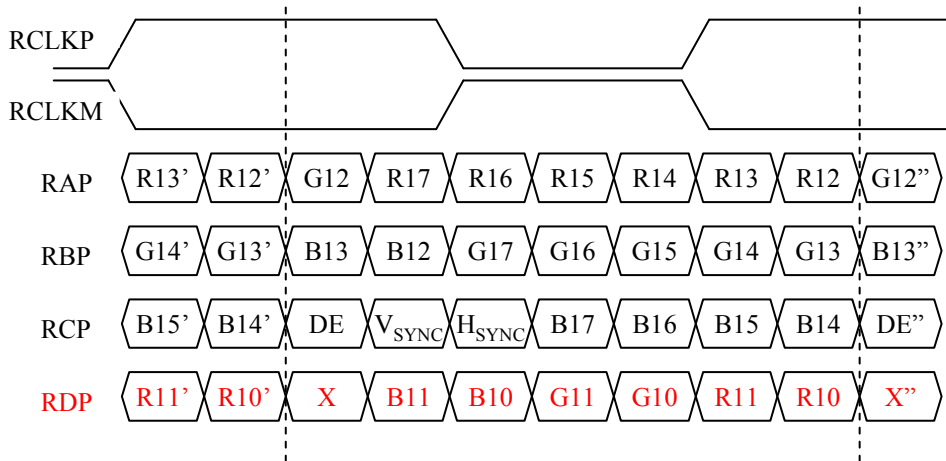 RCLKP
RCLKM
RAP R13’ R12’ G12 R17 R16 R15 R14 R13 R12 G12”
RBP G14’ G13’ B13 B12 G17 G16 G15 G14 G13 B13”
RCP B15’ B14’ DE VSYNC HSYNC B17 B16 B15 B14 DE”
RDP R11’ R10’ X B11 B10 G11 G10 R11 R10 X”